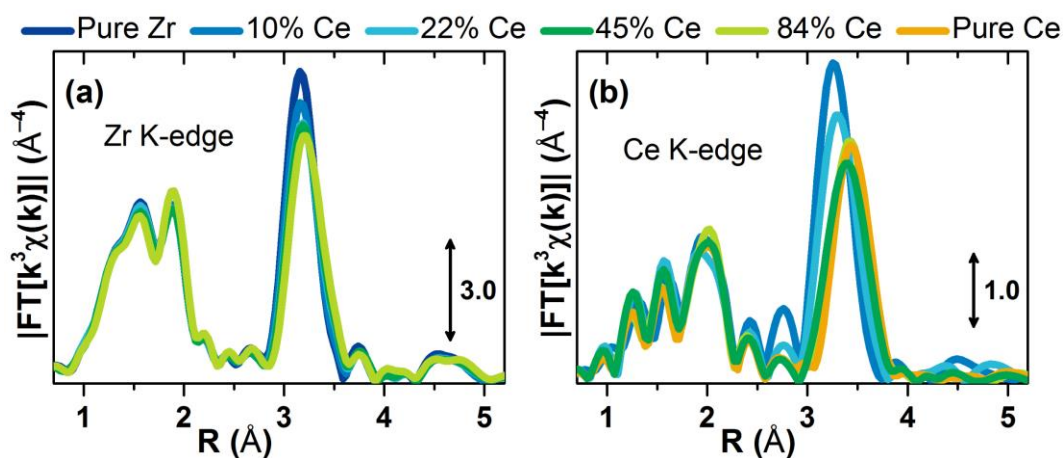 Pure Zr 10% Ce 22% Ce 45% Ce 84% Ce Pure Ce
(a)
Zr K-edge
|FT[k³χ(k)]| (Å⁻⁴)
3.0
1 2 3 4 5
R (Å)
(b)
Ce K-edge
|FT[k³χ(k)]| (Å⁻⁴)
1.0
1 2 3 4 5
R (Å)